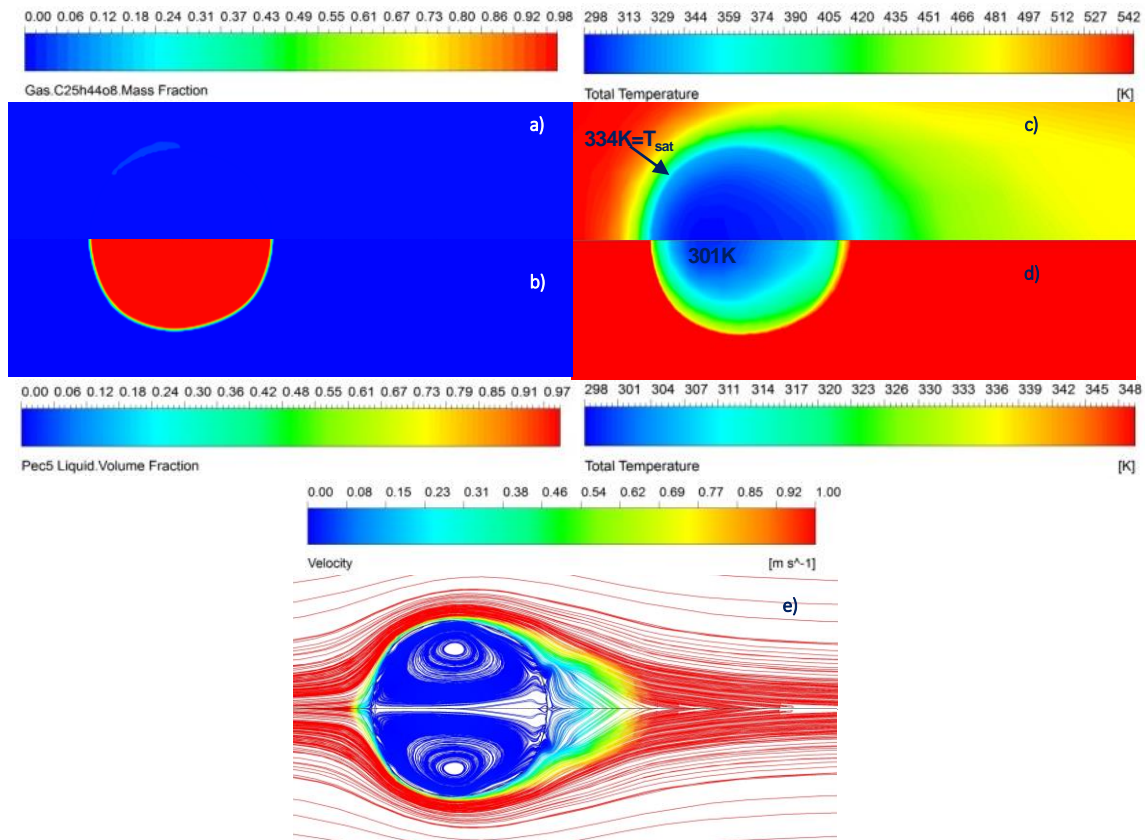 0.00 0.06 0.12 0.18 0.24 0.31 0.37 0.43 0.49 0.55 0.61 0.67 0.73 0.80 0.86 0.92 0.98
Gas.C25h44o8.Mass Fraction
298 313 329 344 359 374 390 405 420 435 451 466 481 497 512 527 542
Total Temperature [K]
a)
b)
334K=Tsat
c)
301K
d)
0.00 0.06 0.12 0.18 0.24 0.30 0.36 0.42 0.48 0.55 0.61 0.67 0.73 0.79 0.85 0.91 0.97
Pec5 Liquid.Volume Fraction
298 301 304 307 311 314 317 320 323 326 330 333 336 339 342 345 348
Total Temperature [K]
0.00 0.08 0.15 0.23 0.31 0.38 0.46 0.54 0.62 0.69 0.77 0.85 0.92 1.00
Velocity [m s^-1]
e)